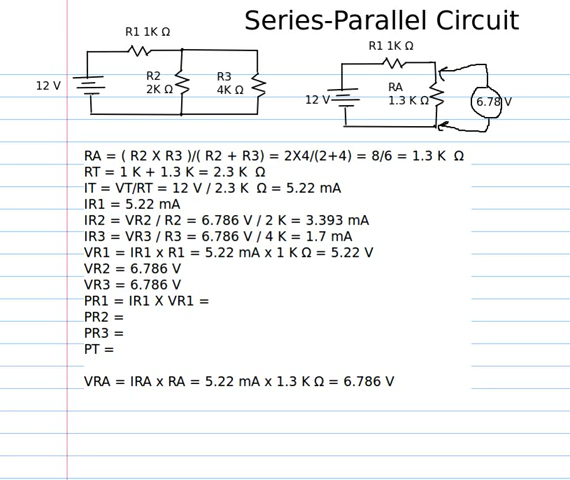 Series-Parallel Circuit
R1 1K Ω
12 V
R2
2K Ω
R3
4K Ω
R1 1K Ω
12 V
RA
1.3 K Ω
6.78 V
RA = ( R2 X R3 )/( R2 + R3) = 2X4/(2+4) = 8/6 = 1.3 K Ω
RT = 1 K + 1.3 K = 2.3 K Ω
IT = VT/RT = 12 V / 2.3 K Ω = 5.22 mA
IR1 = 5.22 mA
IR2 = VR2 / R2 = 6.786 V / 2 K = 3.393 mA
IR3 = VR3 / R3 = 6.786 V / 4 K = 1.7 mA
VR1 = IR1 x R1 = 5.22 mA x 1 K Ω = 5.22 V
VR2 = 6.786 V
VR3 = 6.786 V
PR1 = IR1 X VR1 =
PR2 =
PR3 =
PT =
VRA = IRA x RA = 5.22 mA x 1.3 K Ω = 6.786 V